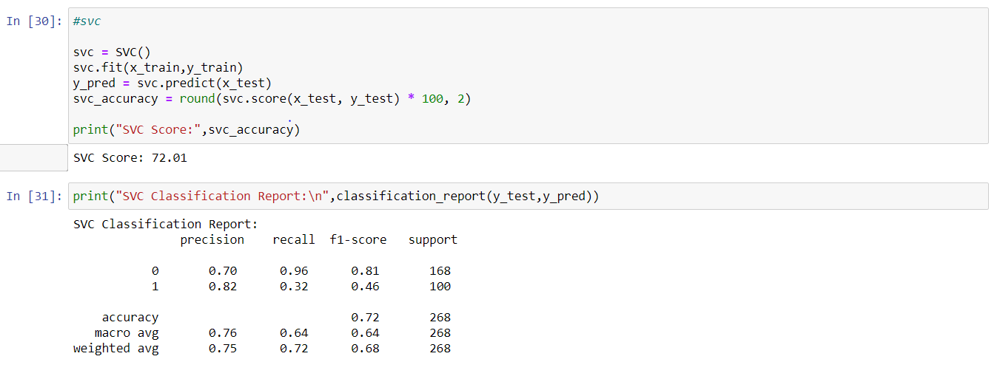 In [30]: #svc
svc = SVC()
svc.fit(x_train,y_train)
y_pred = svc.predict(x_test)
svc_accuracy = round(svc.score(x_test, y_test) * 100, 2)
print("SVC Score:",svc_accuracy)
SVC Score: 72.01
In [31]: print("SVC Classification Report:\n",classification_report(y_test,y_pred))
SVC Classification Report:
precision recall f1-score support
0 0.70 0.96 0.81 168
1 0.82 0.32 0.46 100
accuracy 0.72 268
macro avg 0.76 0.64 0.64 268
weighted avg 0.75 0.72 0.68 268